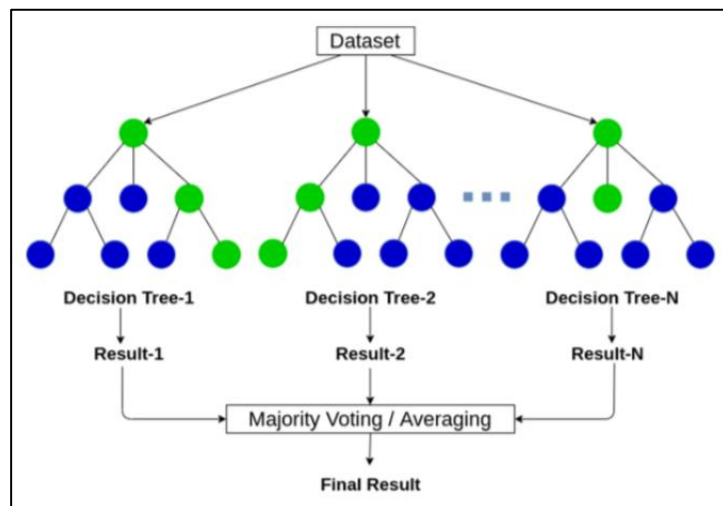 Dataset
Decision Tree-1
Decision Tree-2
Decision Tree-N
Result-1
Result-2
Result-N
Majority Voting / Averaging
Final Result